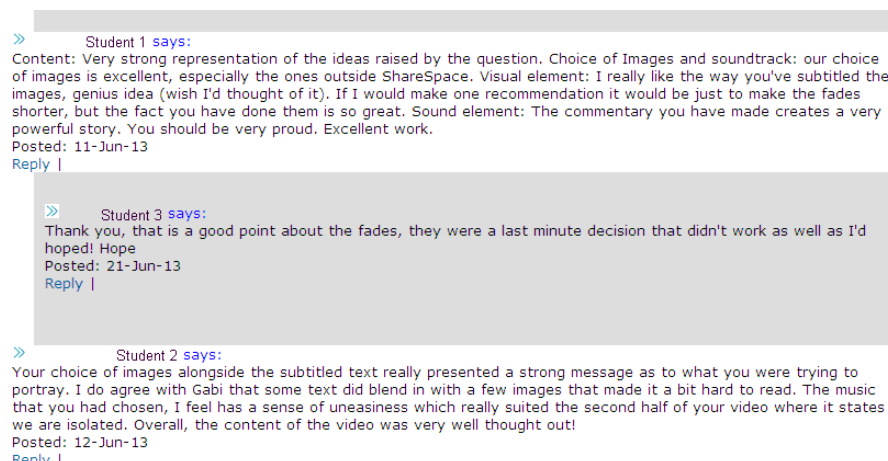 Student 1 says:
Content: Very strong representation of the ideas raised by the question. Choice of Images and soundtrack: our choice
of images is excellent, especially the ones outside ShareSpace. Visual element: I really like the way you've subtitled the
images, genius idea (wish I'd thought of it). If I would make one recommendation it would be just to make the fades
shorter, but the fact you have done them is so great. Sound element: The commentary you have made creates a very
powerful story. You should be very proud. Excellent work.
Posted: 11-Jun-13
Reply |
Student 3 says:
Thank you, that is a good point about the fades, they were a last minute decision that didn't work as well as I'd
hoped! Hope
Posted: 21-Jun-13
Reply |
Student 2 says:
Your choice of images alongside the subtitled text really presented a strong message as to what you were trying to
portray. I do agree with Gabi that some text did blend in with a few images that made it a bit hard to read. The music
that you had chosen, I feel has a sense of uneasiness which really suited the second half of your video where it states
we are isolated. Overall, the content of the video was very well thought out!
Posted: 12-Jun-13
Reply |